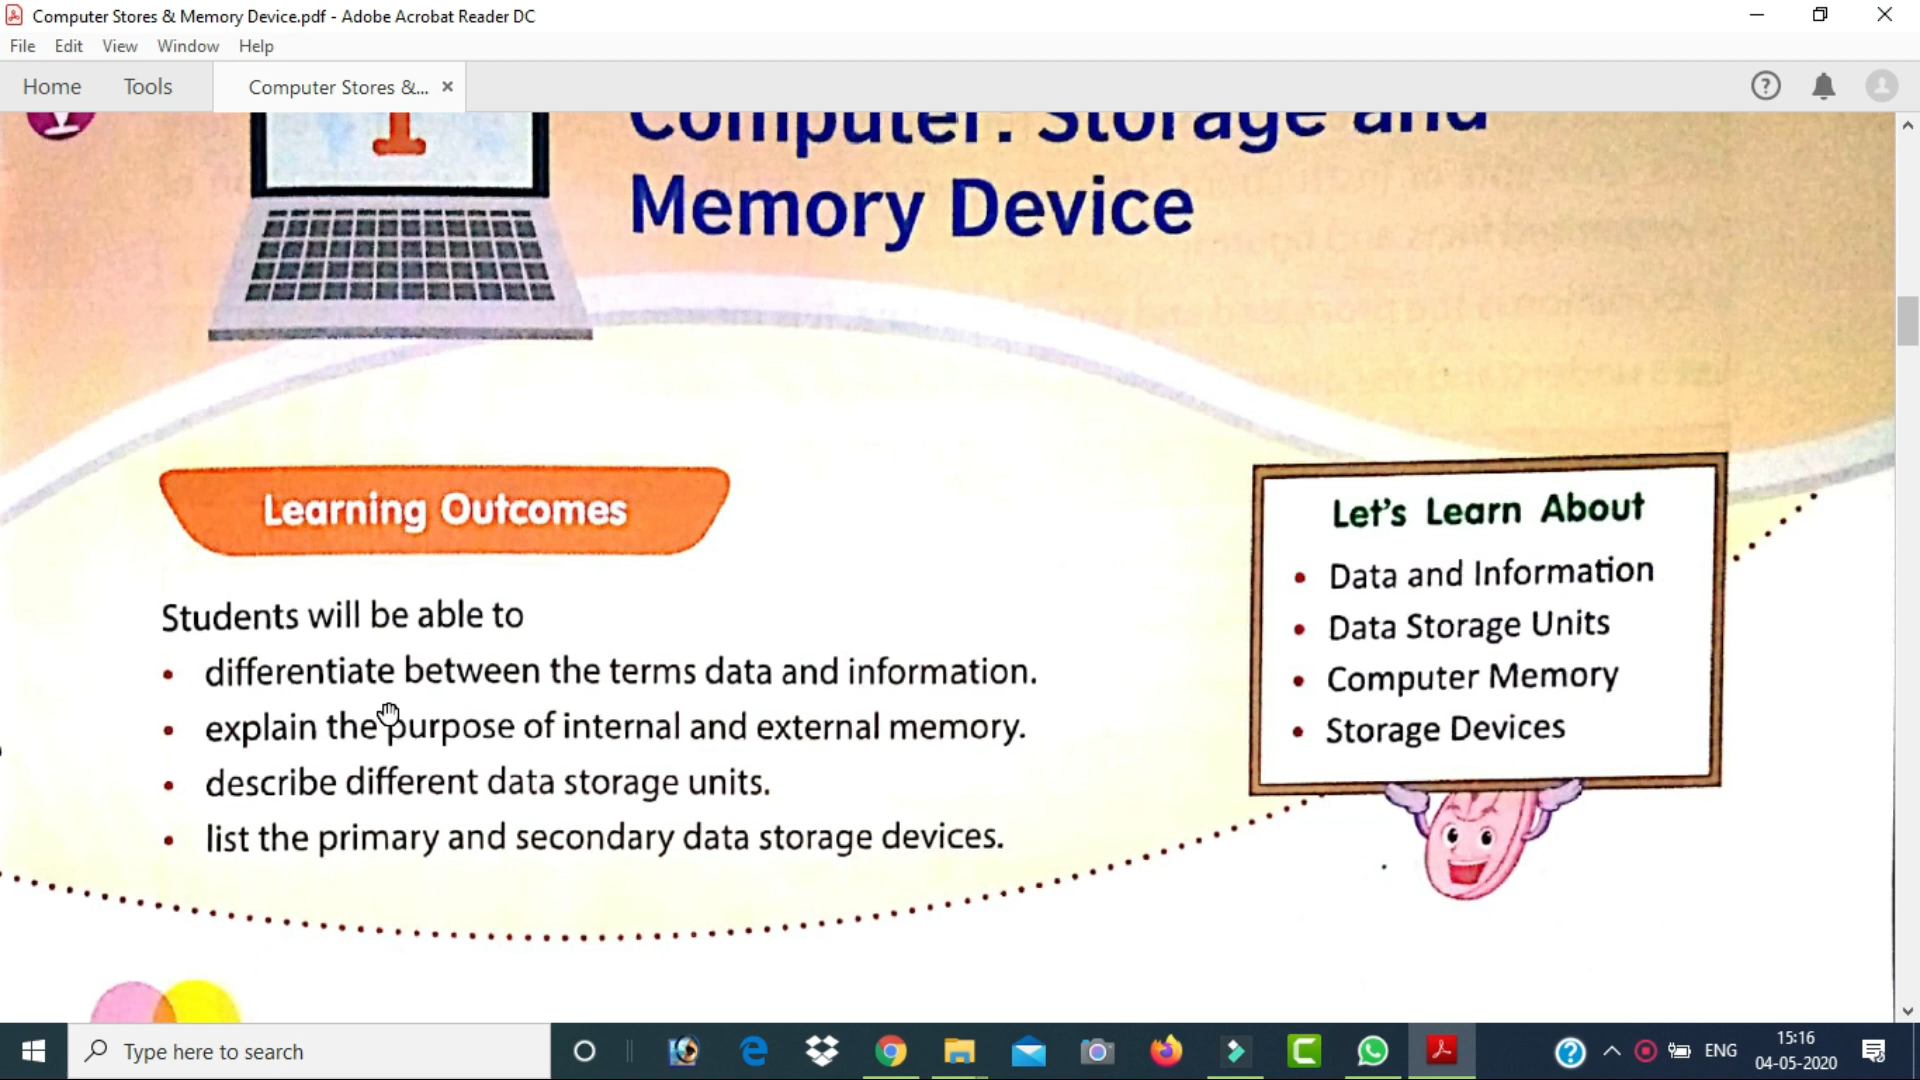 Computer Stores & Memory Device.pdf - Adobe Acrobat Reader DC
File Edit View Window Help
Home Tools Computer Stores &...
1
Computer: Storage and
Memory Device
Learning Outcomes
Students will be able to
• differentiate between the terms data and information.
• explain the purpose of internal and external memory.
• describe different data storage units.
• list the primary and secondary data storage devices.
Let's Learn About
• Data and Information
• Data Storage Units
• Computer Memory
• Storage Devices
Type here to search
ENG
15:16
04-05-2020